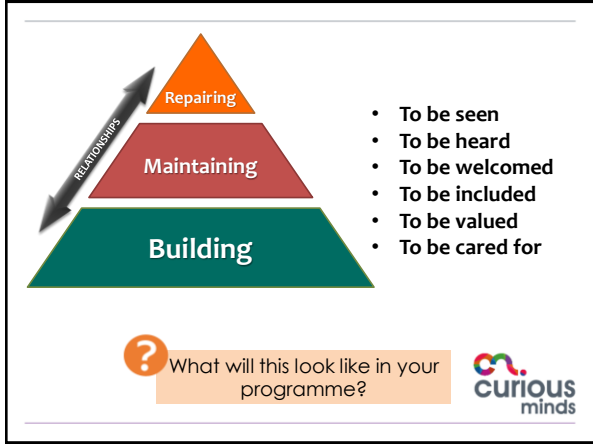 Repairing
RELATIONSHIPS
Maintaining
Building
• To be seen
• To be heard
• To be welcomed
• To be included
• To be valued
• To be cared for
?
What will this look like in your
programme?
curious
minds